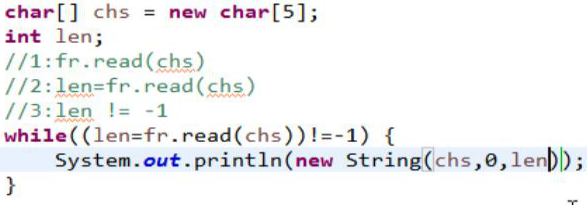 char[] chs = new char[5];
int len;
//1:fr.read(chs)
//2:len=fr.read(chs)
//3:len != -1
while((len=fr.read(chs))!=-1) {
    System.out.println(new String(chs,0,len));
}